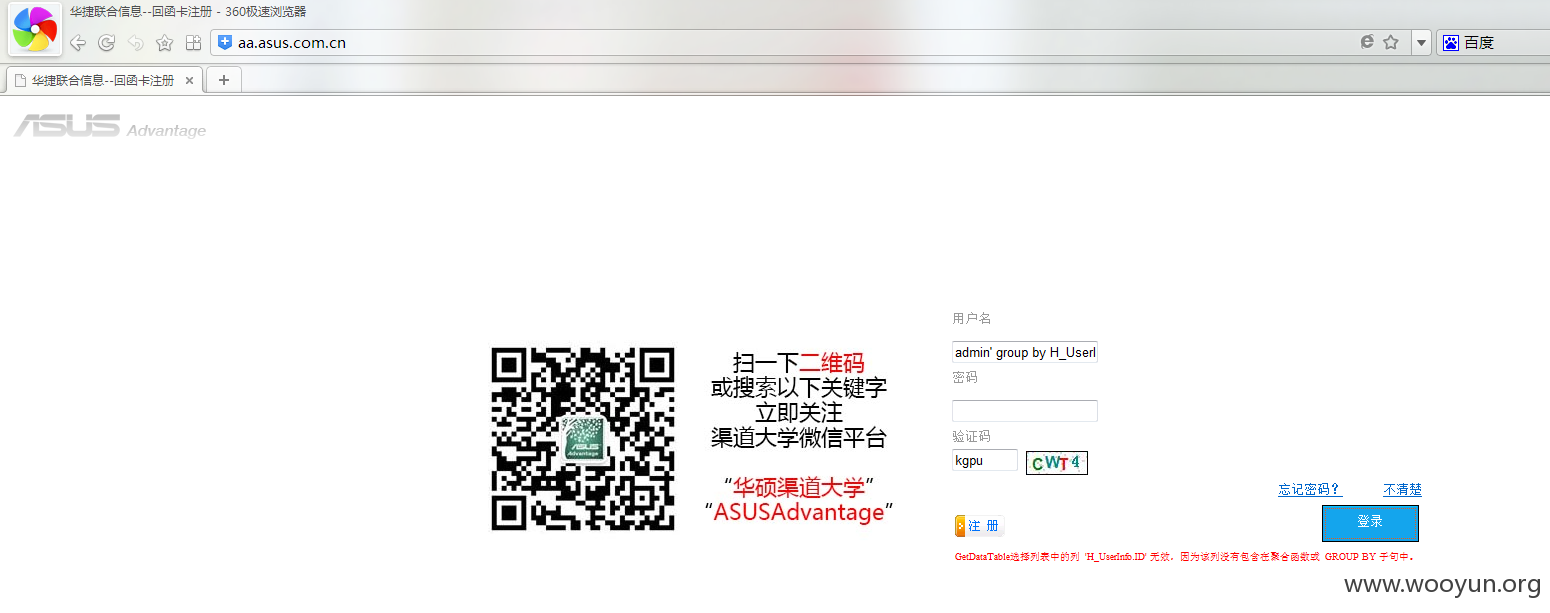 华捷联合信息--回函卡注册 - 360极速浏览器
aa.asus.com.cn
百度
华捷联合信息--回函卡注册
ASUS Advantage
用户名
admin' group by H_UserI
密码
验证码
kgpu
CWT4
忘记密码?
不清楚
注 册
登录
GetDataTable选择列表中的列 'H_UserInfo.ID' 无效，因为该列没有包含在聚合函数或 GROUP BY 子句中。
扫一下二维码
或搜索以下关键字
立即关注
渠道大学微信平台
“华硕渠道大学”
“ASUSAdvantage”
ASUS
Advantage
www.wooyun.org